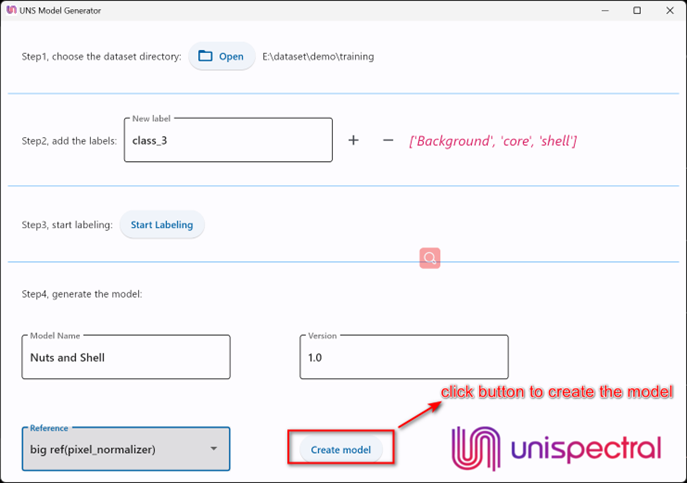 UNS Model Generator
Step1, choose the dataset directory: Open E:\dataset\demo\training
New label
Step2, add the labels: class_3 + − ['Background', 'core', 'shell']
Step3, start labeling: Start Labeling
Step4, generate the model:
Model Name Version
Nuts and Shell 1.0
click button to create the model
Reference
big ref(pixel_normalizer) Create model unispectral